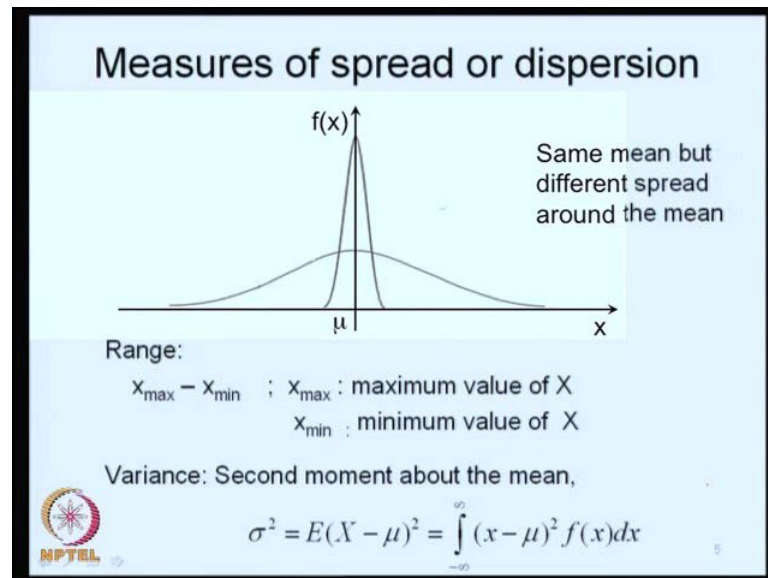 Measures of spread or dispersion
f(x)
Same mean but
different spread
around the mean
μ
x
Range:
xmax – xmin ; xmax : maximum value of X
xmin : minimum value of X
Variance: Second moment about the mean,
σ² = E(X − μ)² = ∫_{−∞}^{∞} (x − μ)² f(x)dx
NPTEL
5